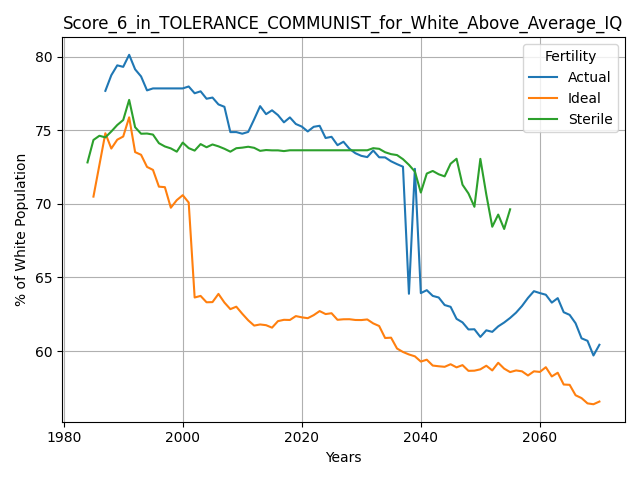 Score_6_in_TOLERANCE_COMMUNIST_for_White_Above_Average_IQ
% of White Population
80
75
70
65
60
Fertility
Actual
Ideal
Sterile
1980
2000
2020
2040
2060
Years